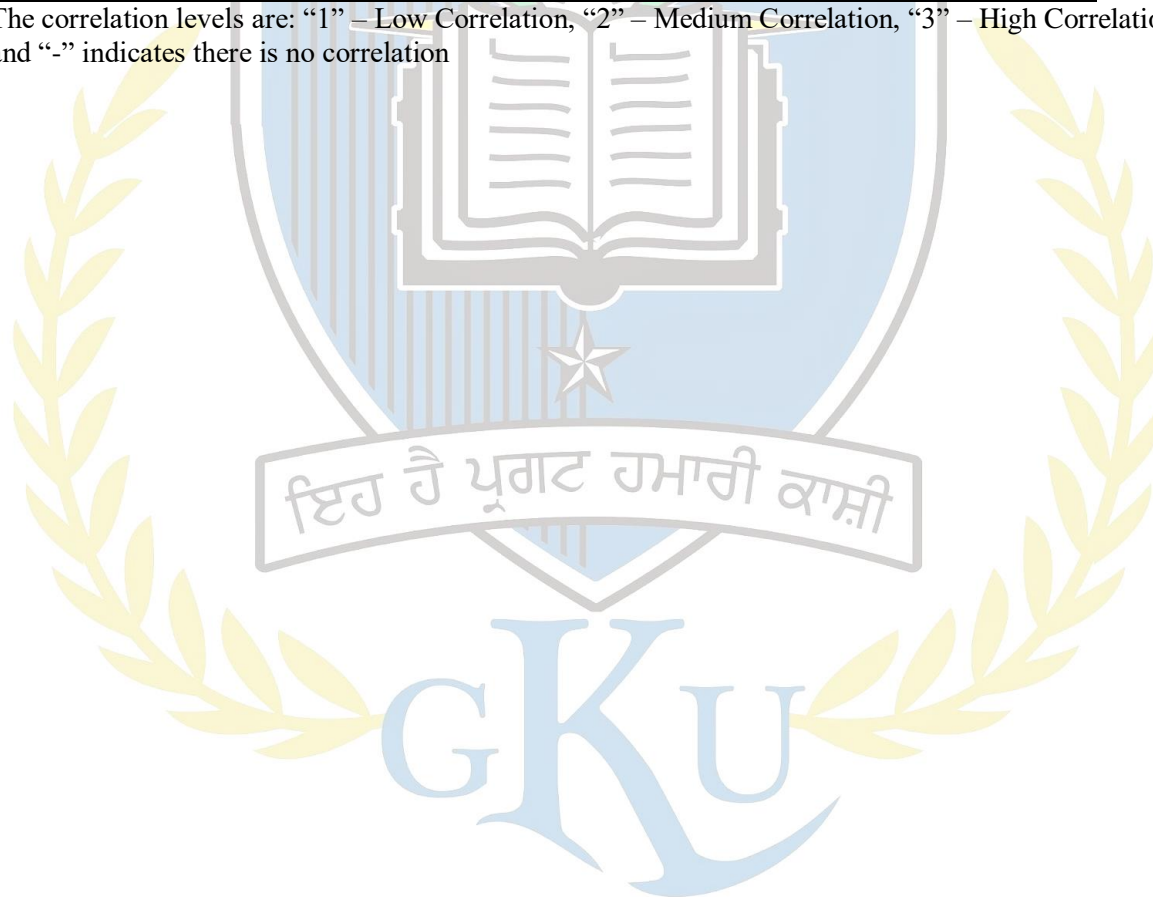 The correlation levels are: “1” – Low Correlation, “2” – Medium Correlation, “3” – High Correlatio
and “-” indicates there is no correlation
ਇਹ ਹੈ ਪ੍ਰਗਟ ਹਮਾਰੀ ਕਾਸ਼ੀ
GKU